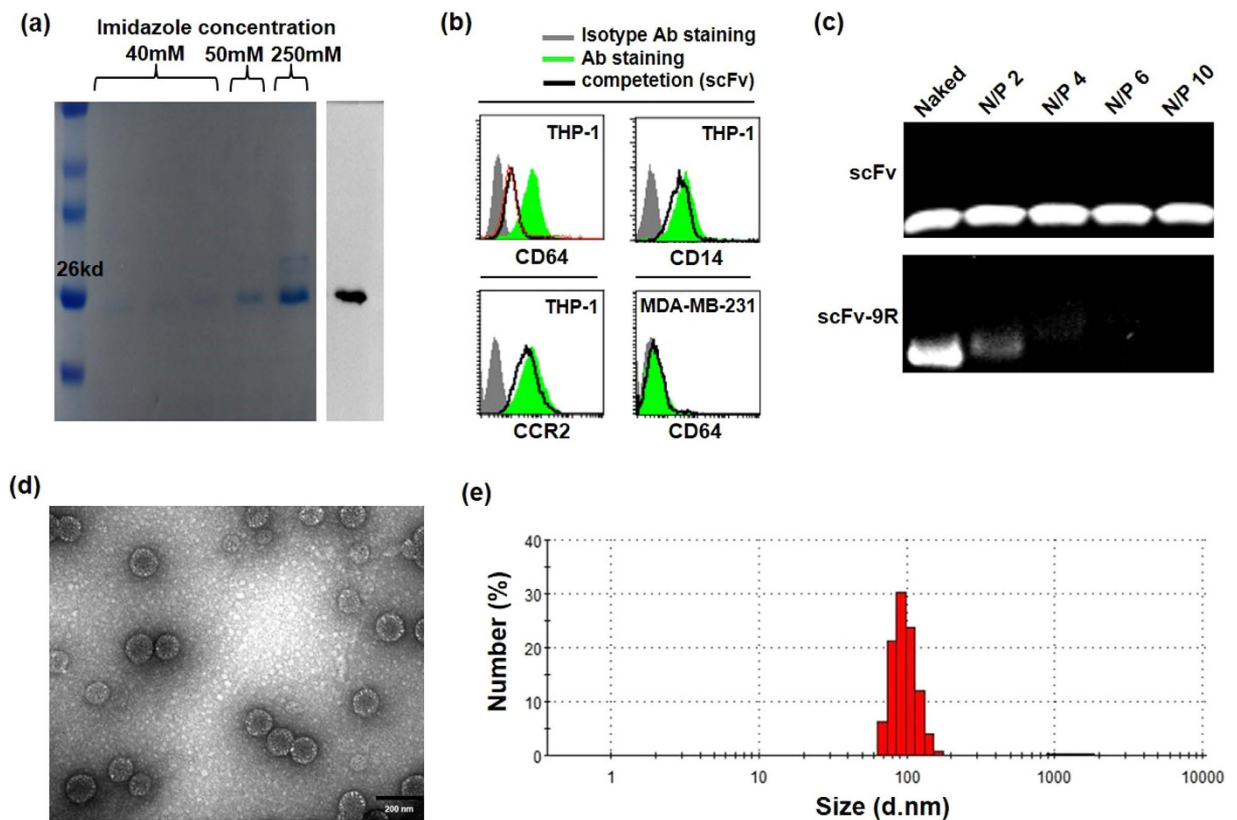 (a)
Imidazole concentration
40mM 50mM 250mM
26kd
(b)
Isotype Ab staining
Ab staining
competetion (scFv)
THP-1
CD64
THP-1
CD14
THP-1
CCR2
MDA-MB-231
CD64
(c)
Naked N/P 2 N/P 4 N/P 6 N/P 10
scFv
scFv-9R
(d)
200 nm
(e)
Number (%)
40
30
20
10
0
1 10 100 1000 10000
Size (d.nm)